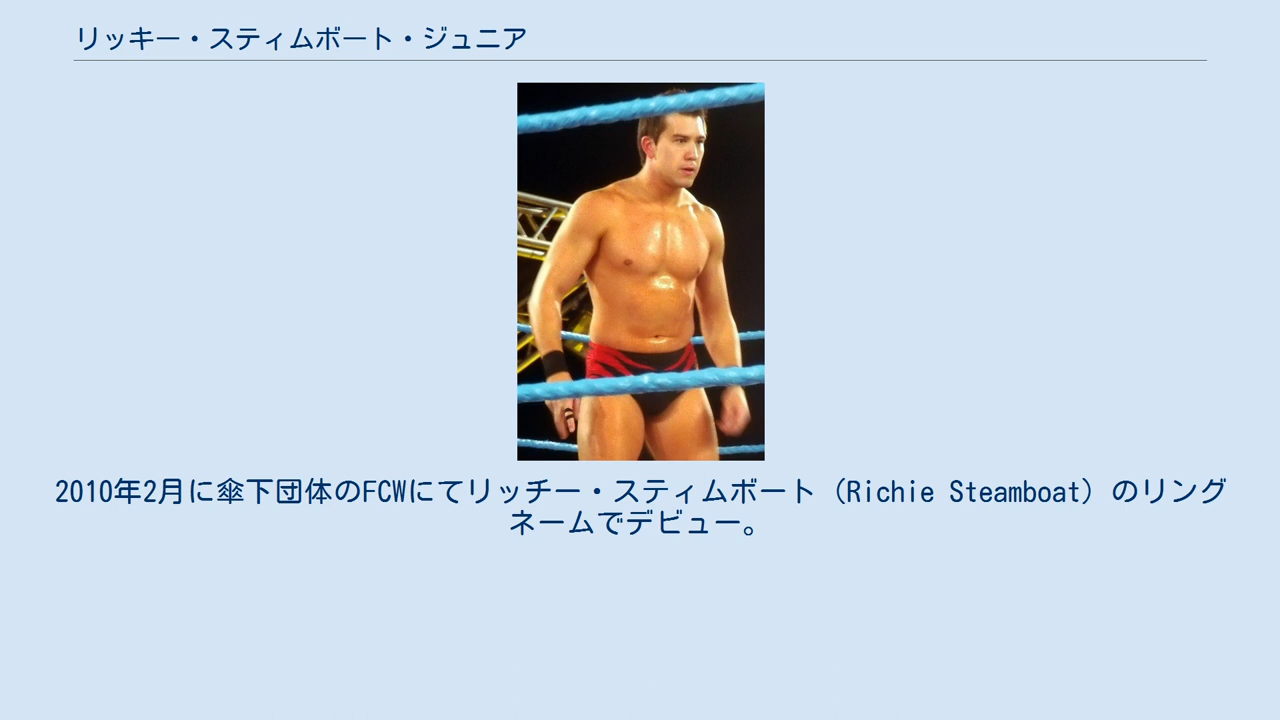 リッキー・スティムボート・ジュニア
2010年2月に傘下団体のFCWにてリッチー・スティムボート（Richie Steamboat）のリング
ネームでデビュー。